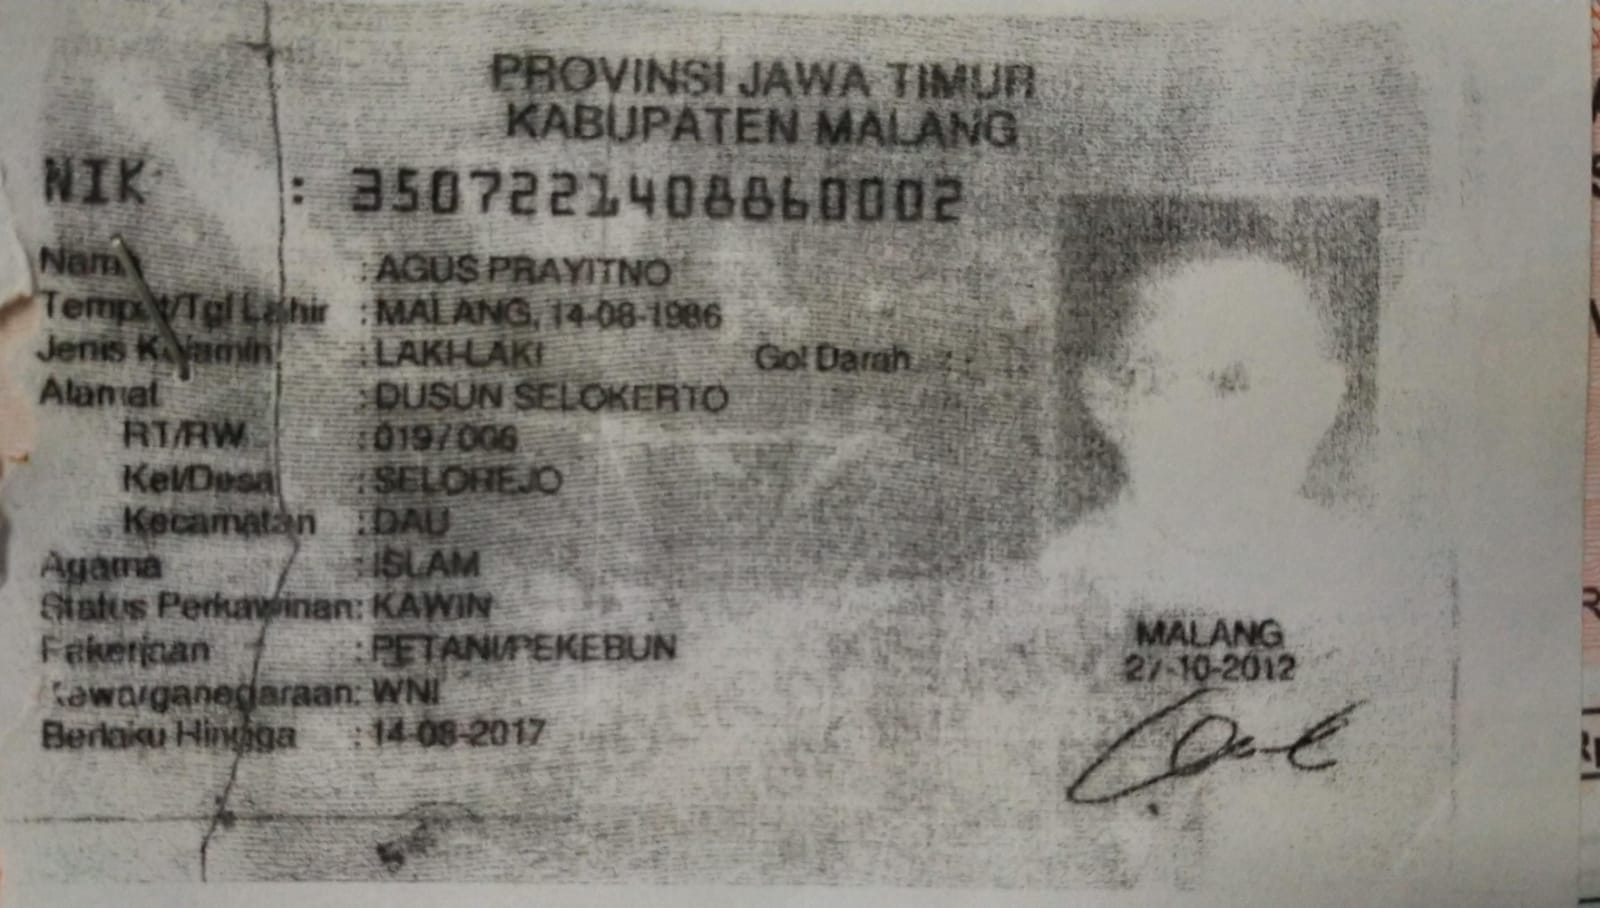 PROVINSI JAWA TIMUR
KABUPATEN MALANG
NIK : 3507221408860002
Nama : AGUS PRAYITNO
Tempat/Tgl Lahir : MALANG, 14-08-1986
Jenis Kelamin : LAKI-LAKI Gol Darah : -
Alamat : DUSUN SELOKERTO
RT/RW : 019/006
Kel/Desa : SELOREJO
Kecamatan : DAU
Agama : ISLAM
Status Perkawinan: KAWIN
Pekerjaan : PETANI/PEKEBUN
Kewarganegaraan: WNI
Berlaku Hingga : 14-08-2017
MALANG
27-10-2012